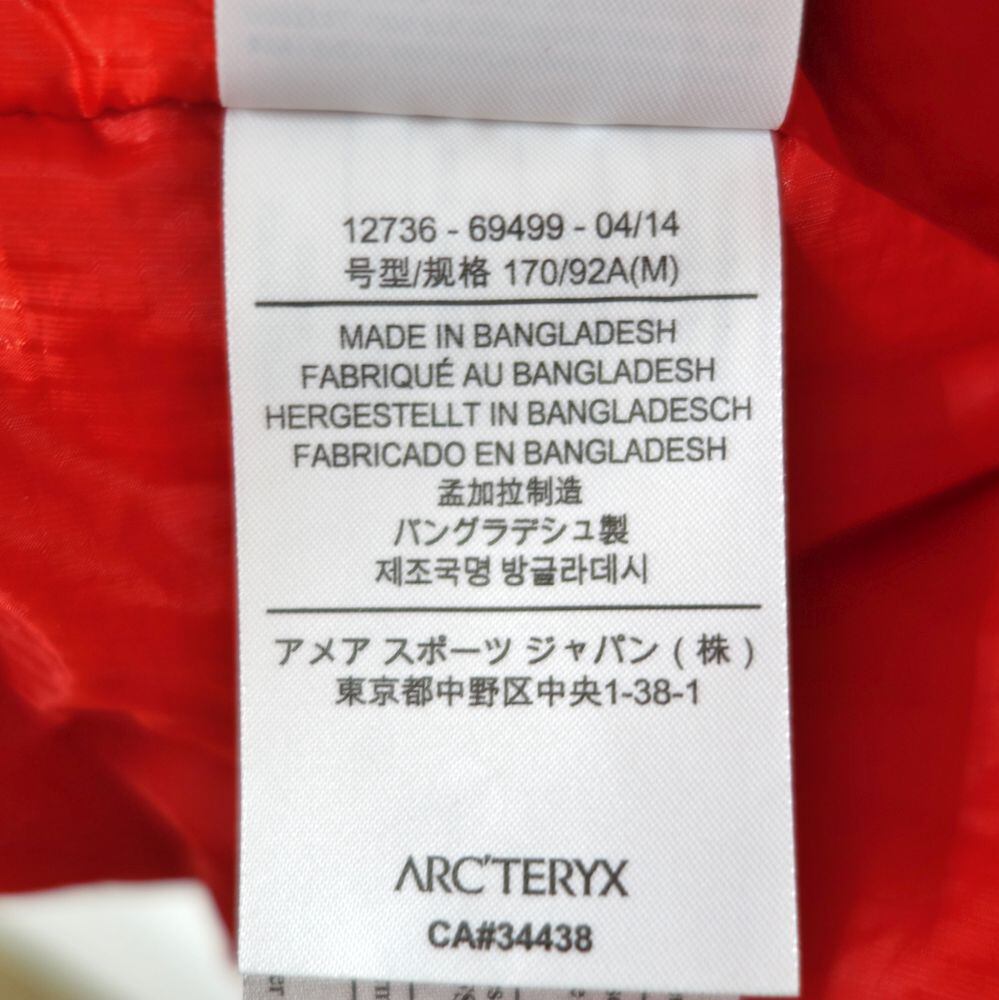 12736 - 69499 - 04/14
号型/规格 170/92A(M)
MADE IN BANGLADESH
FABRIQUÉ AU BANGLADESH
HERGESTELLT IN BANGLADESCH
FABRICADO EN BANGLADESH
孟加拉制造
バングラデシュ製
제조국명 방글라데시
アメア スポーツ ジャパン ( 株 )
東京都中野区中央1-38-1
ARC'TERYX
CA#34438